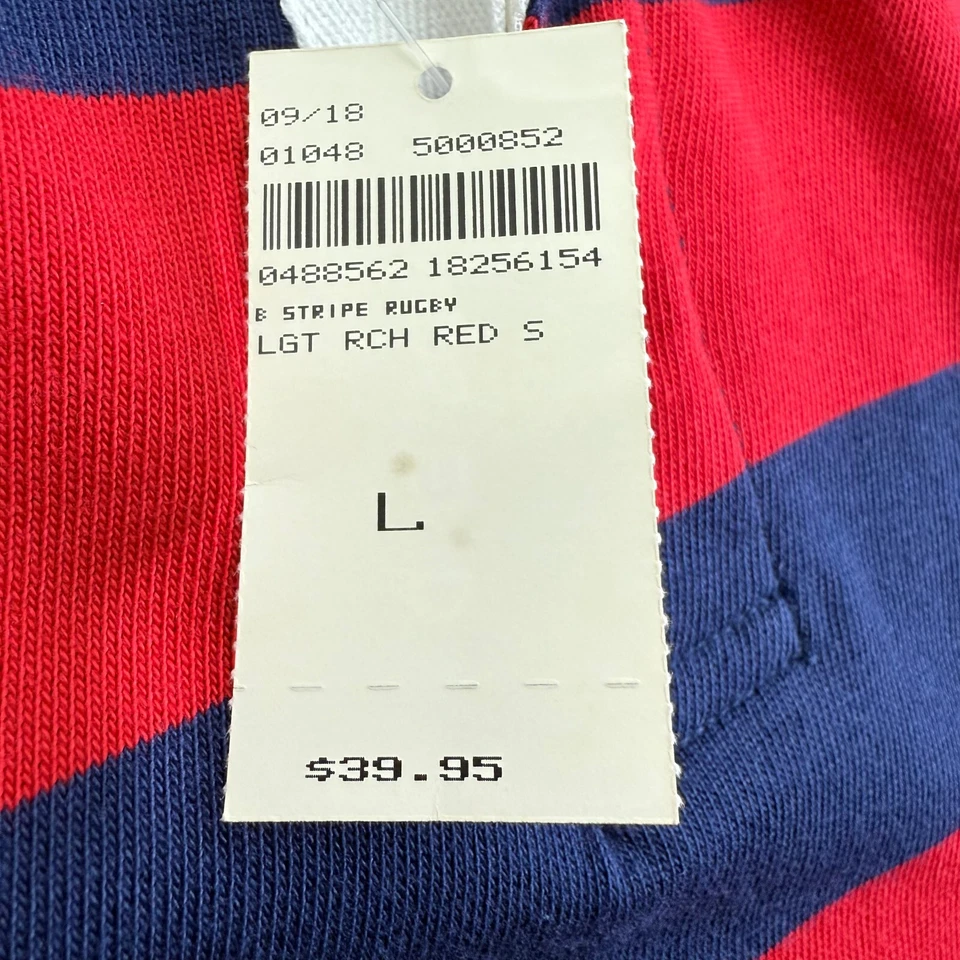 09/18
01048 5000852
0488562 18256154
B STRIPE RUGBY
LGT RCH RED S
L
$39.95